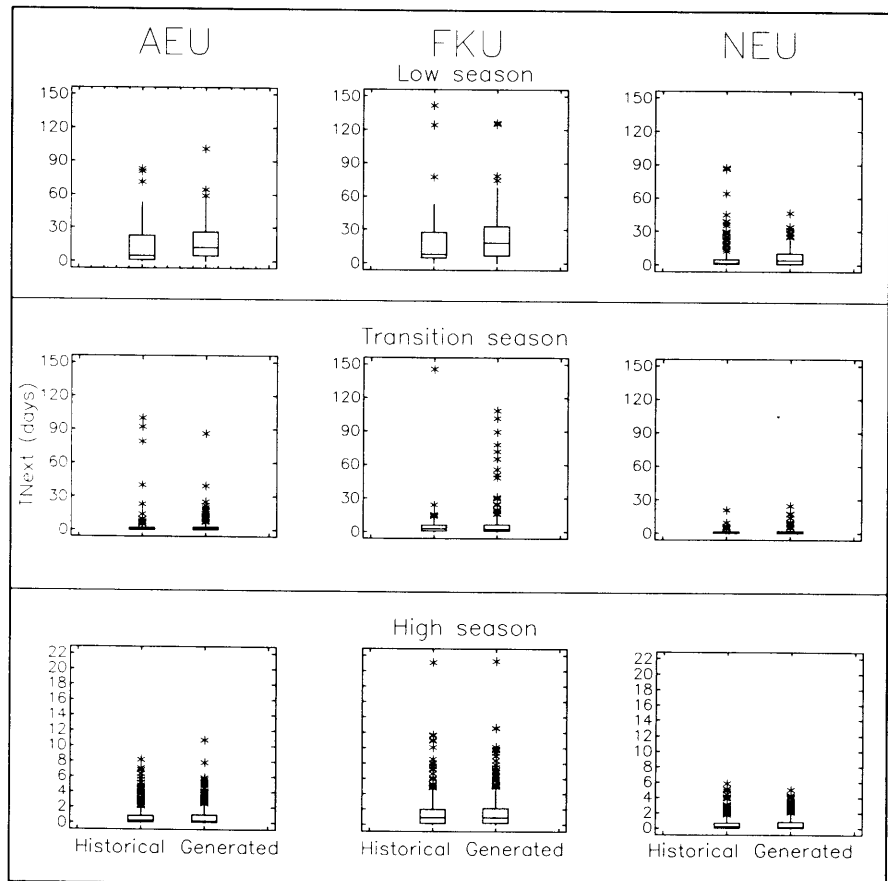 AEU FKU NEU
Low season
150 150 150
120 120 120
90 90 90
60 60 60
30 30 30
0 0 0
Transition season
TNext (days)
150 150 150
120 120 120
90 90 90
60 60 60
30 30 30
0 0 0
High season
22 22
20 20
18 18
16 16
14 14
12 12
10 10
8 8
6 6
4 4
2 2
0 0
Historical Generated Historical Generated Historical Generated